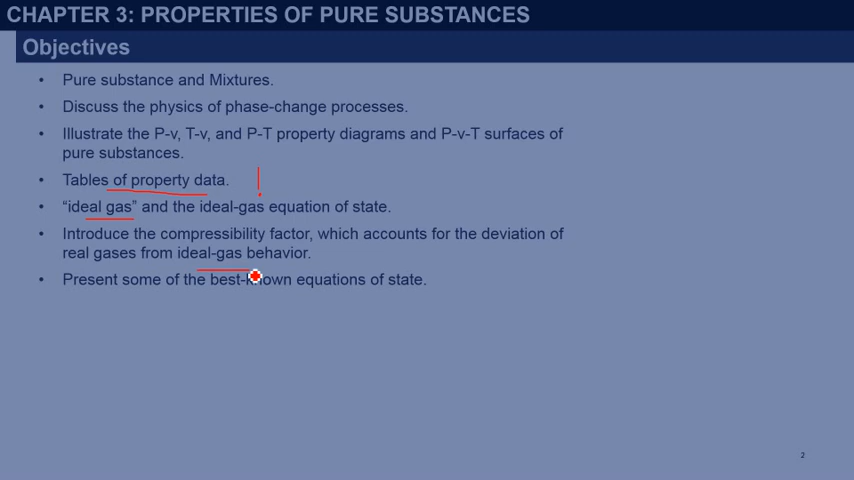 CHAPTER 3: PROPERTIES OF PURE SUBSTANCES
Objectives
• Pure substance and Mixtures.
• Discuss the physics of phase-change processes.
• Illustrate the P-v, T-v, and P-T property diagrams and P-v-T surfaces of
pure substances.
• Tables of property data. !
• “ideal gas” and the ideal-gas equation of state.
• Introduce the compressibility factor, which accounts for the deviation of
real gases from ideal-gas behavior.
• Present some of the best-known equations of state.
2